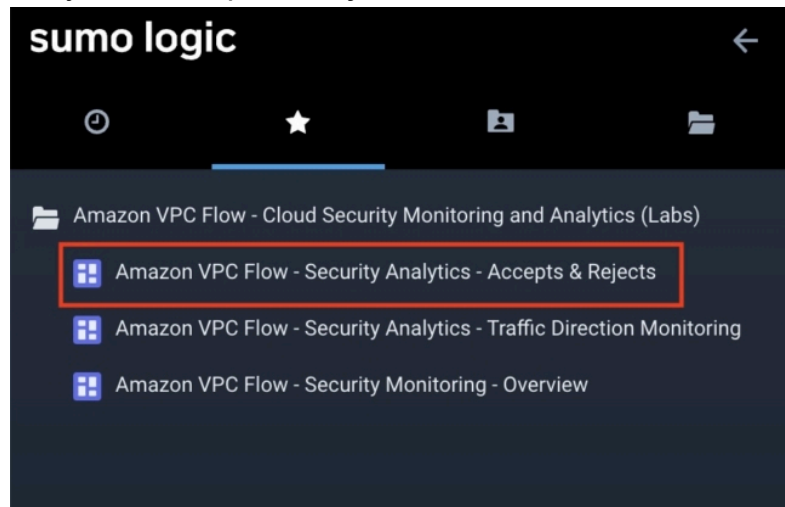 sumo logic
Amazon VPC Flow - Cloud Security Monitoring and Analytics (Labs)
Amazon VPC Flow - Security Analytics - Accepts & Rejects
Amazon VPC Flow - Security Analytics - Traffic Direction Monitoring
Amazon VPC Flow - Security Monitoring - Overview